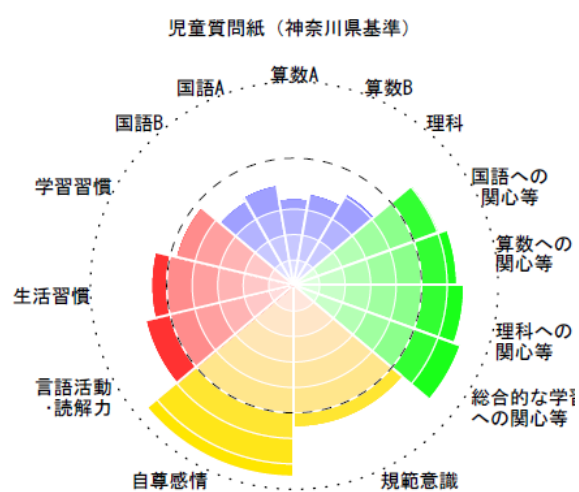 児童質問紙（神奈川県基準）
算数A
国語A
算数B
国語B
理科
学習習慣
国語への
関心等
算数への
関心等
生活習慣
理科への
関心等
言語活動
・読解力
総合的な学習
への関心等
自尊感情
規範意識